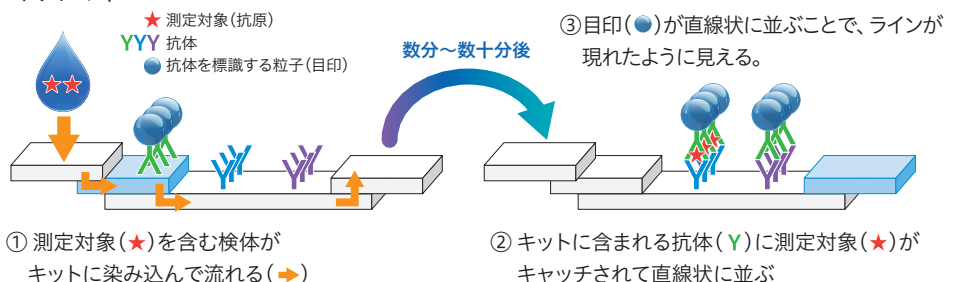 ★ 測定対象(抗原)
YYY 抗体
抗体を標識する粒子(目印)
数分～数十分後
③目印(●)が直線状に並ぶことで、ラインが
現れたように見える。
① 測定対象(★)を含む検体が
キットに染み込んで流れる(➡)
② キットに含まれる抗体(Y)に測定対象(★)が
キャッチされて直線状に並ぶ